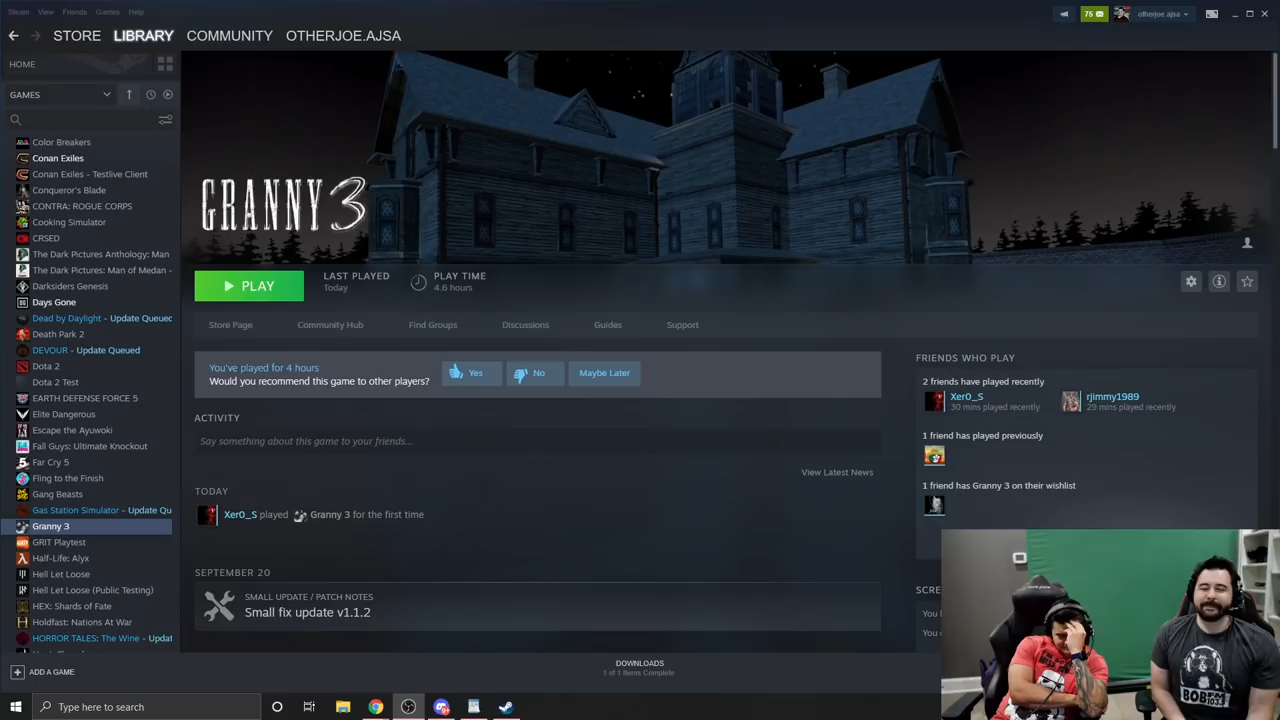 Steam View Friends Games Help
75
otherjoe.ajsa
STORE LIBRARY COMMUNITY OTHERJOE.AJSA
HOME
GAMES
Color Breakers
Conan Exiles
Conan Exiles - Testlive Client
Conqueror's Blade
CONTRA: ROGUE CORPS
Cooking Simulator
CRSED
The Dark Pictures Anthology: Man
The Dark Pictures: Man of Medan -
Darksiders Genesis
Days Gone
Dead by Daylight - Update Queued
Death Park 2
DEVOUR - Update Queued
Dota 2
Dota 2 Test
EARTH DEFENSE FORCE 5
Elite Dangerous
Escape the Ayuwoki
Fall Guys: Ultimate Knockout
Far Cry 5
Fling to the Finish
Gang Beasts
Gas Station Simulator - Update Qu
Granny 3
GRIT Playtest
Half-Life: Alyx
Hell Let Loose
Hell Let Loose (Public Testing)
HEX: Shards of Fate
Holdfast: Nations At War
HORROR TALES: The Wine - Updat
ADD A GAME
GRANNY 3
PLAY
LAST PLAYED
Today
PLAY TIME
4.6 hours
Store Page Community Hub Find Groups Discussions Guides Support
You've played for 4 hours
Would you recommend this game to other players?
Yes
No
Maybe Later
ACTIVITY
Say something about this game to your friends...
View Latest News
TODAY
Xer0_S played Granny 3 for the first time
SEPTEMBER 20
SMALL UPDATE / PATCH NOTES
Small fix update v1.1.2
FRIENDS WHO PLAY
2 friends have played recently
Xer0_S
30 mins played recently
rjimmy1989
29 mins played recently
1 friend has played previously
1 friend has Granny 3 on their wishlist
SCRE
You
You
DOWNLOADS
1 of 1 Items Complete
Type here to search